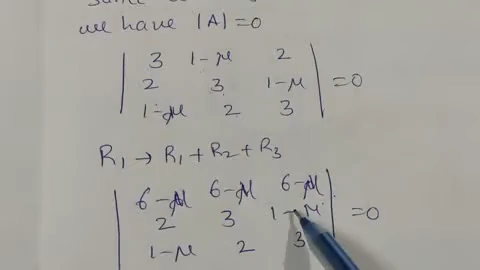 we have |A| = 0
| 3 1-μ 2 |
| 2 3 1-μ | = 0
| 1-μ 2 3 |
R₁ → R₁ + R₂ + R₃
| 6-μ 6-μ 6-μ |
| 2 3 1-μ | = 0
| 1-μ 2 3 |